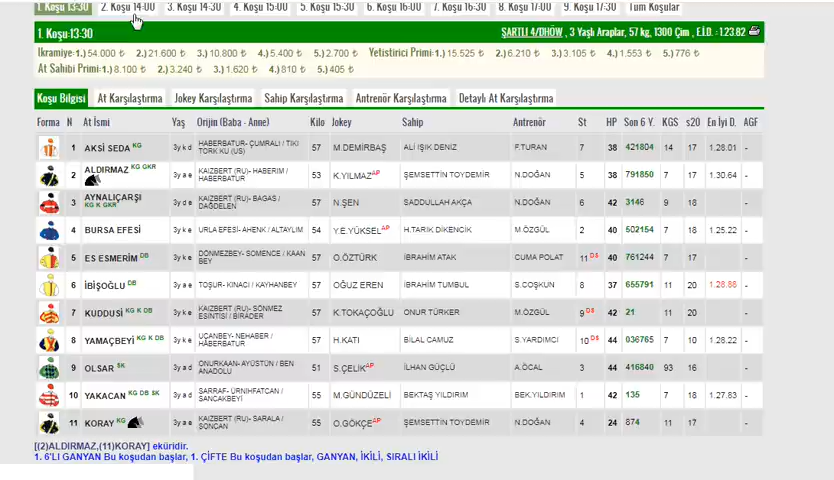 1. Koşu 13:30 2. Koşu 14:00 3. Koşu 14:30 4. Koşu 15:00 5. Koşu 15:30 6. Koşu 16:00 7. Koşu 16:30 8. Koşu 17:00 9. Koşu 17:30 Tüm Koşular
1. Koşu:13:30 ŞARTLI 4/DHÖW , 3 Yaşlı Araplar, 57 kg, 1300 Çim , E.İ.D. :1.23.82
İkramiye: 1.) 54.000 ₺ 2.) 21.600 ₺ 3.) 10.800 ₺ 4.) 5.400 ₺ 5.) 2.700 ₺ Yetistirici Primi: 1.) 15.525 ₺ 2.) 6.210 ₺ 3.) 3.105 ₺ 4.) 1.553 ₺ 5.) 776 ₺
At Sahibi Primi: 1.) 8.100 ₺ 2.) 3.240 ₺ 3.) 1.620 ₺ 4.) 810 ₺ 5.) 405 ₺
Koşu Bilgisi At Karşılaştırma Jokey Karşılaştırma Sahip Karşılaştırma Antrenör Karşılaştırma Detaylı At Karşılaştırma
Forma N At İsmi Yaş Orijin (Baba - Anne) Kilo Jokey Sahip Antrenör St HP Son 6 Y. KGS s20 En İyi D. AGF
1 AKSİ SEDA KG 3y k d HABERBATUR- ÇUMRALI / TIKI TORK KU (US) 57 M.DEMİRBAŞ ALİ IŞIK DENİZ F.TURAN 7 38 421804 14 17 1.28.01 -
2 ALDIRMAZ KG GKR 3y a e KAIZBERT (RU)- HABERIM / HABERBATUR 53 K.YILMAZ AP ŞEMSETTİN TOYDEMİR N.DOĞAN 5 38 791850 7 17 1.30.64 -
3 AYNALIÇARŞI KG K GKR 3y d e KAIZBERT (RU)- BAGAS / DAĞDELEN 57 N.ŞEN SADDULLAH AKÇA N.DOĞAN 6 42 3146 9 18 -
4 BURSA EFESİ 3y k e URLA EFESİ- AHENK / ALTAYLIM 54 Y.E.YÜKSEL AP H.TARIK DİKENCİK M.ÖZGÜL 2 40 502154 7 18 1.25.22 -
5 ES ESMERİM DB 3y k e DÖNMEZBEY- SOMENCE / KAAN BEY 57 O.ÖZTÜRK İBRAHİM ATAK CUMA POLAT 11 DS 40 761244 7 17 -
6 İBİŞOĞLU DB 3y a e TOŞUR- KINACI / KAYHANBEY 57 OĞUZ EREN İBRAHİM TUMBUL S.COŞKUN 8 37 655791 11 20 1.28.86 -
7 KUDDUSİ KG K DB 3y k e KAIZBERT (RU)- SÖNMEZ ESİNTİSİ / BİRADER 57 K.TOKAÇOĞLU ONUR TÜRKER M.ÖZGÜL 9 DS 42 21 11 20 -
8 YAMAÇBEYİ KG K DB 3y k e UÇANBEY- NEHABER / HABERBATUR 57 H.KATI BİLAL CAMUZ S.YARDIMCI 10 DS 44 036765 7 10 1.28.22 -
9 OLSAR SK 3y a d ONURKAAN- AYÜSTÜN / BEN ANADOLU 51 S.ÇELİK AP İLHAN GÜÇLÜ A.ÖCAL 3 44 416840 93 16 -
10 YAKACAN KG DB SK 3y a e SARRAF- ÜRNIHFATCAN / SANCAKBEYİ 55 M.GÜNDÜZELİ BEKTAŞ YILDIRIM BEK.YILDIRIM 1 42 135 7 18 1.27.83 -
11 KORAY KG 3y a e KAIZBERT (RU)- SARALA / SONCAN 55 O.GÖKÇE AP ŞEMSETTİN TOYDEMİR N.DOĞAN 4 24 874 11 17 -
[(2)ALDIRMAZ,(11)KORAY] eküridir.
1. 6'LI GANYAN Bu koşudan başlar, 1. ÇİFTE Bu koşudan başlar, GANYAN, İKİLİ, SIRALI İKİLİ